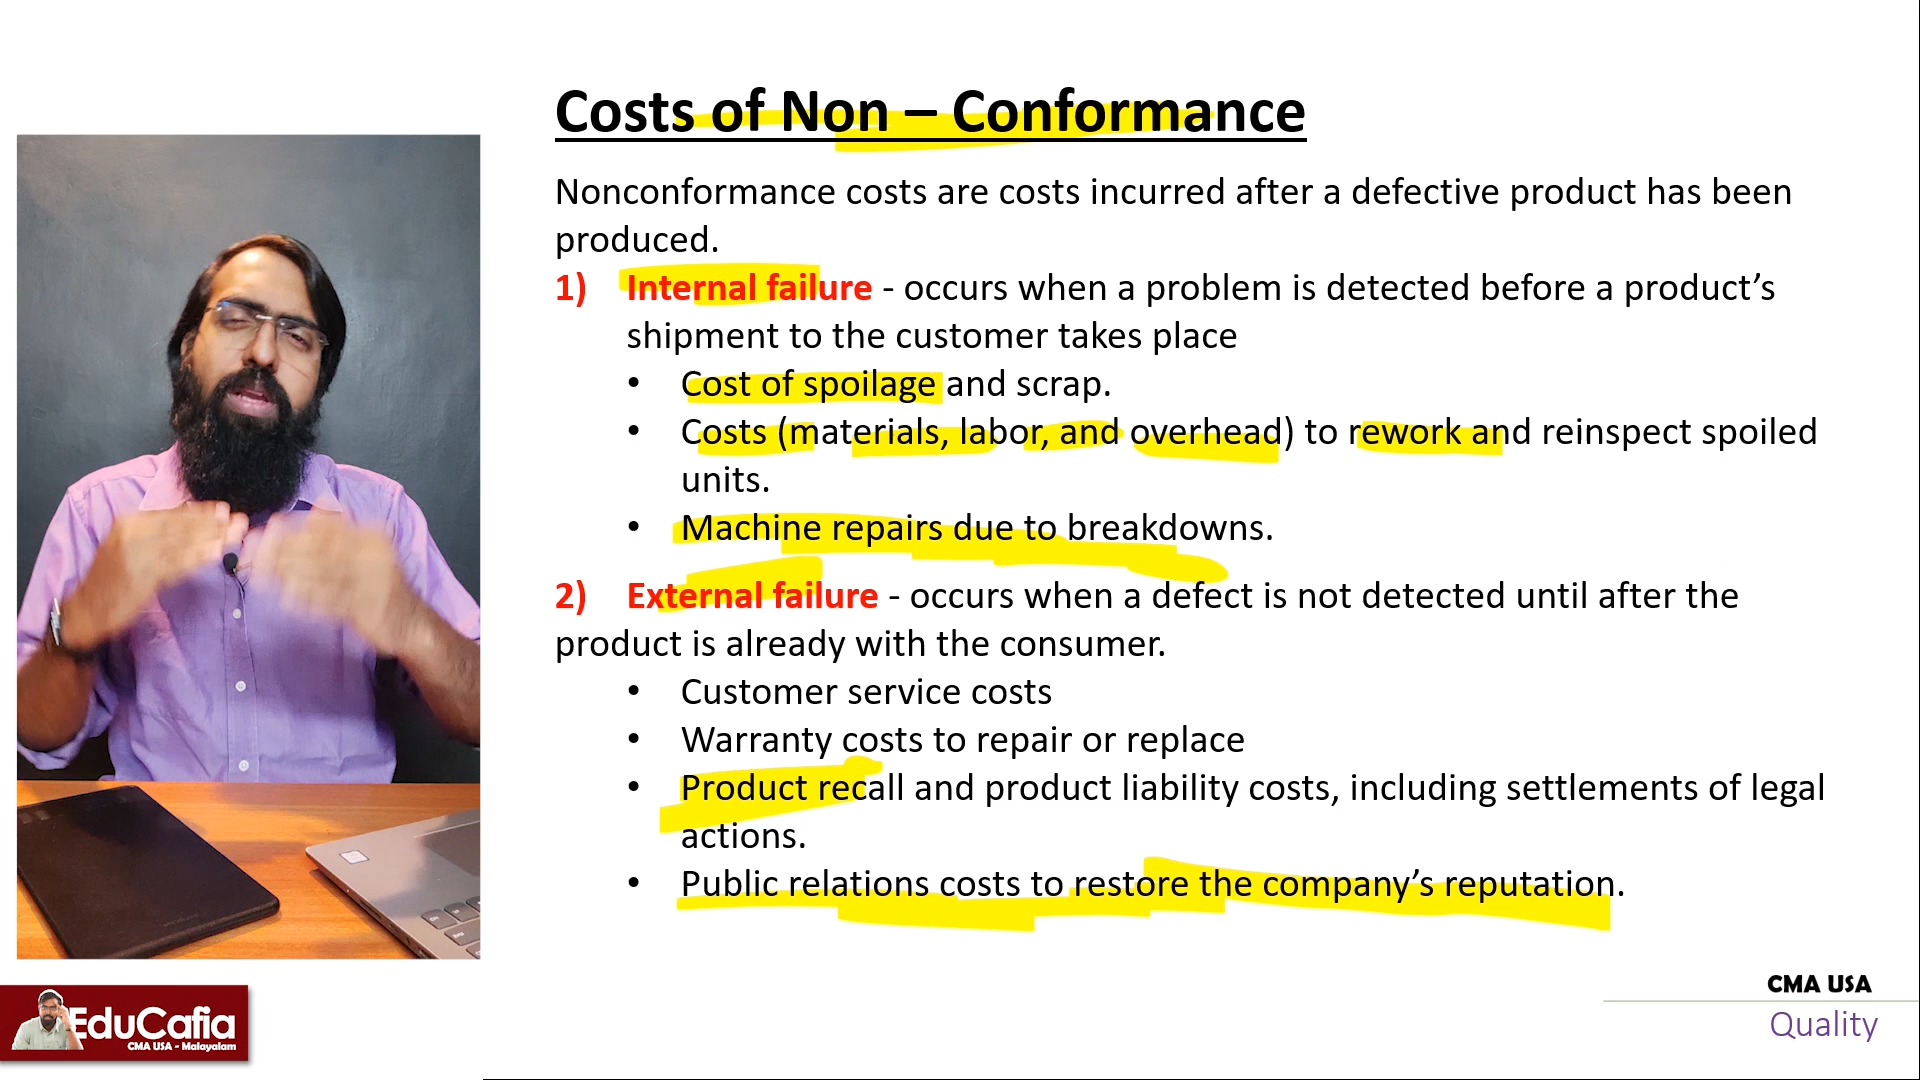 Costs of Non – Conformance
Nonconformance costs are costs incurred after a defective product has been
produced.
1) Internal failure - occurs when a problem is detected before a product’s
shipment to the customer takes place
• Cost of spoilage and scrap.
• Costs (materials, labor, and overhead) to rework and reinspect spoiled
units.
• Machine repairs due to breakdowns.
2) External failure - occurs when a defect is not detected until after the
product is already with the consumer.
• Customer service costs
• Warranty costs to repair or replace
• Product recall and product liability costs, including settlements of legal
actions.
• Public relations costs to restore the company’s reputation.
EduCafia
CMA USA - Malayalam
CMA USA
Quality